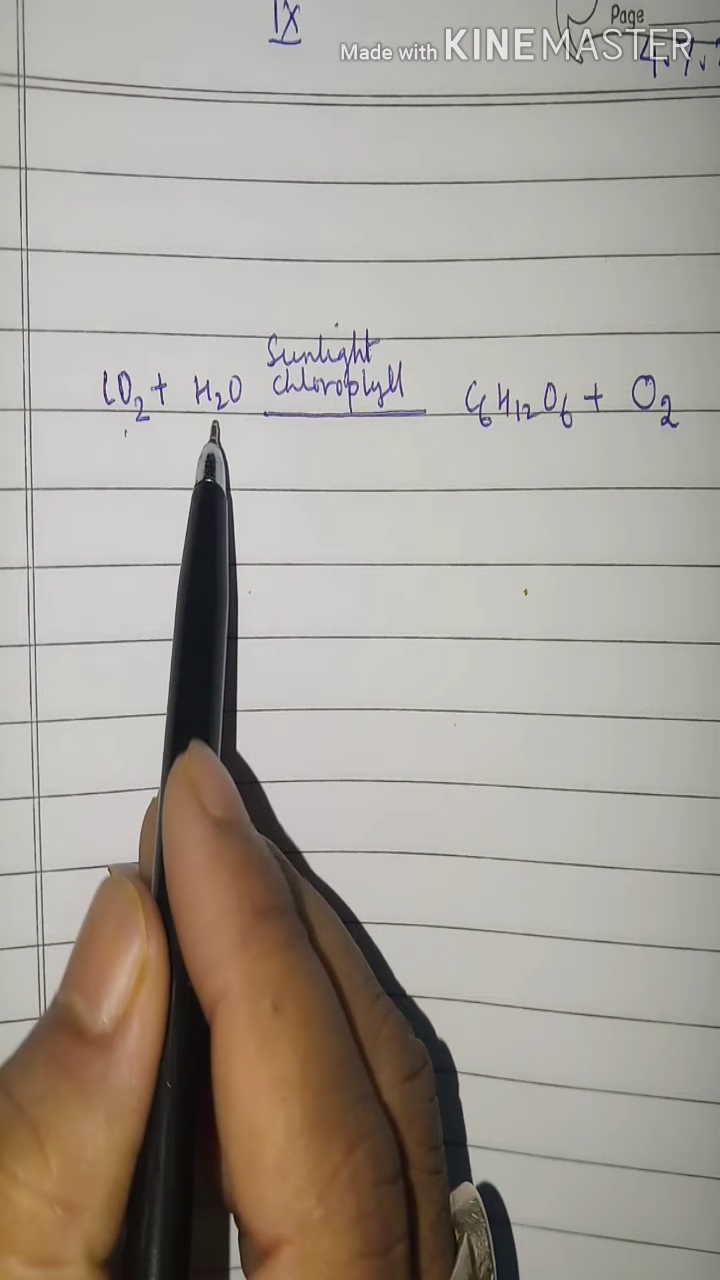 Page
IX
Made with KINEMASTER
Sunlight
CO2 + H2O chlorophyll C6H12O6 + O2